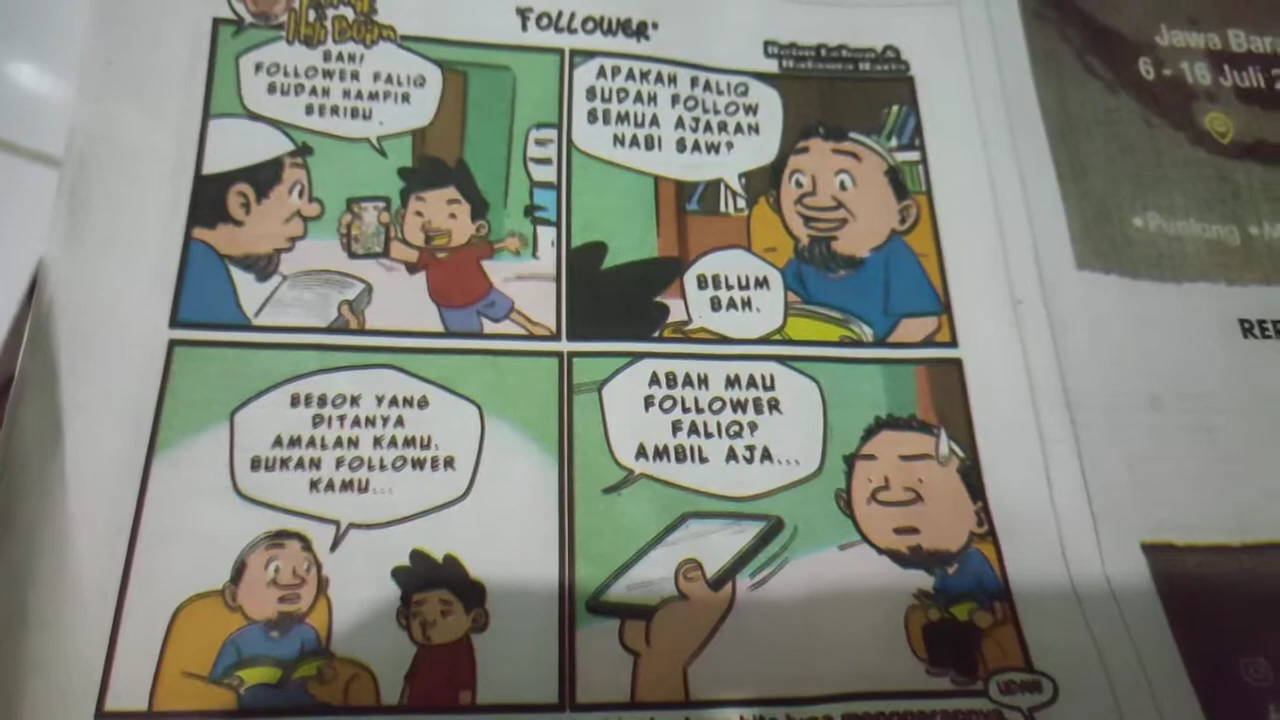 "FOLLOWER"
BAH!
FOLLOWER FALIQ
SUDAH HAMPIR
SERIBU.
APAKAH FALIQ
SUDAH FOLLOW
SEMUA AJARAN
NABI SAW?
BELUM
BAH.
BESOK YANG
DITANYA
AMALAN KAMU,
BUKAN FOLLOWER
KAMU...
ABAH MAU
FOLLOWER
FALIQ?
AMBIL AJA...
Jawa Bar
6 - 16 Juli 2